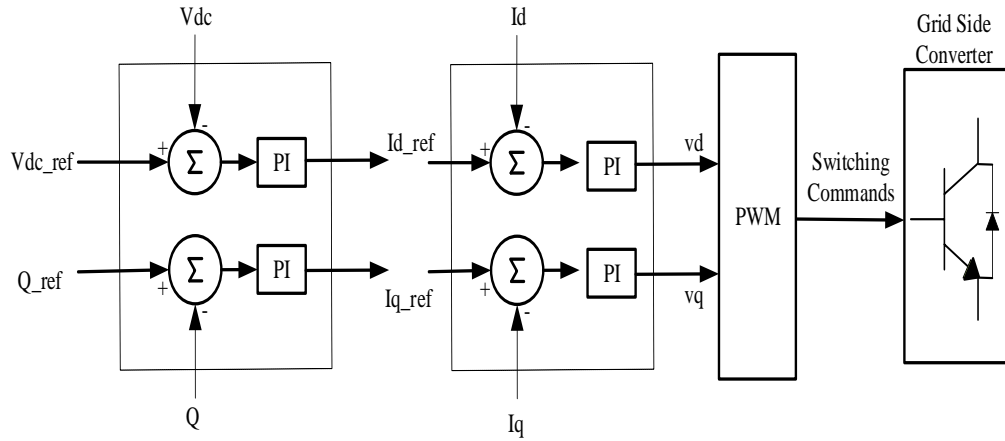 Vdc
Id
Grid Side
Converter
-
-
+
Σ
PI
Id_ref
+
Σ
PI
vd
Vdc_ref
Switching
Commands
PWM
Q_ref
+
Σ
PI
Iq_ref
+
Σ
PI
vq
-
-
Q
Iq